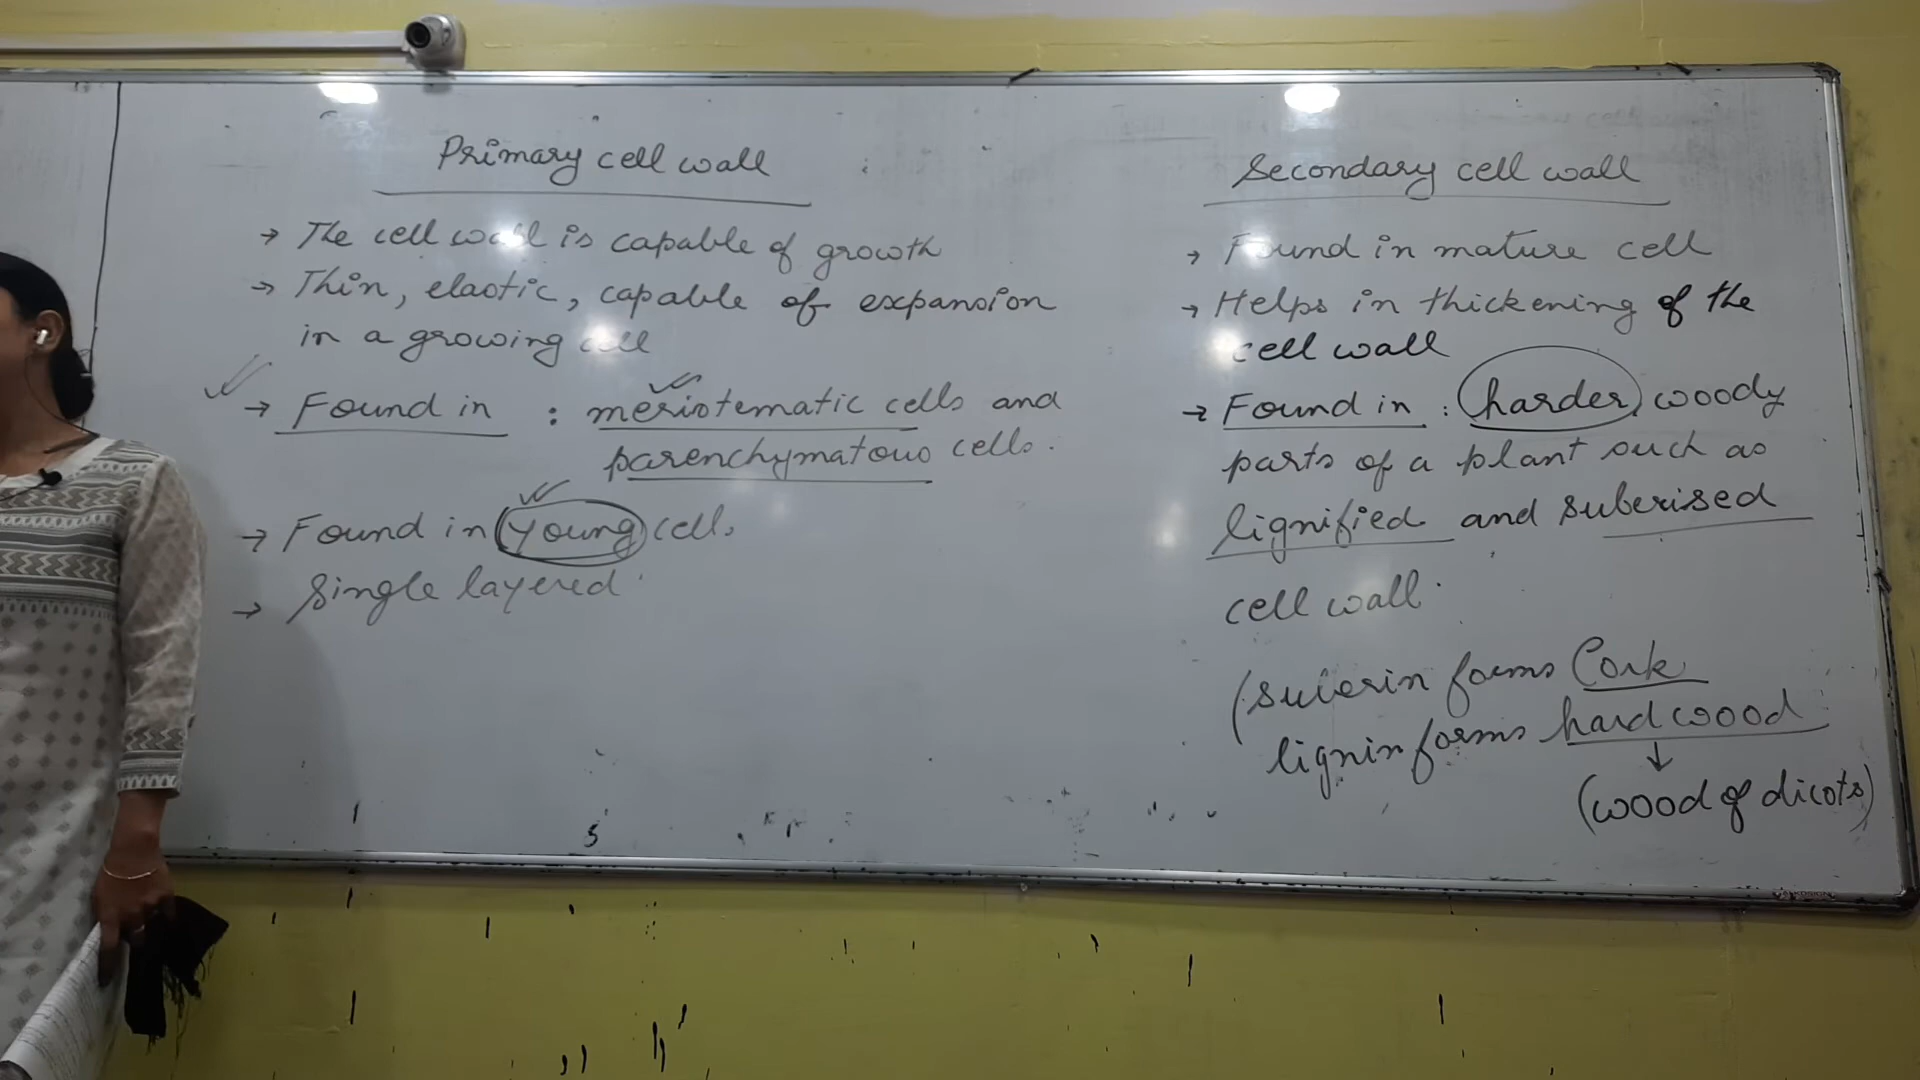 Primary cell wall
→ The cell wall is capable of growth
→ Thin, elastic, capable of expansion
in a growing cell
→ Found in : meristematic cells and
parenchymatous cells.
→ Found in young cells
→ Single layered.
Secondary cell wall
→ Found in mature cell
→ Helps in thickening of the
cell wall
→ Found in : harder, woody
parts of a plant such as
lignified and suberised
cell wall.
(suberin forms Cork
lignin forms hard wood
↓
(wood of dicots)